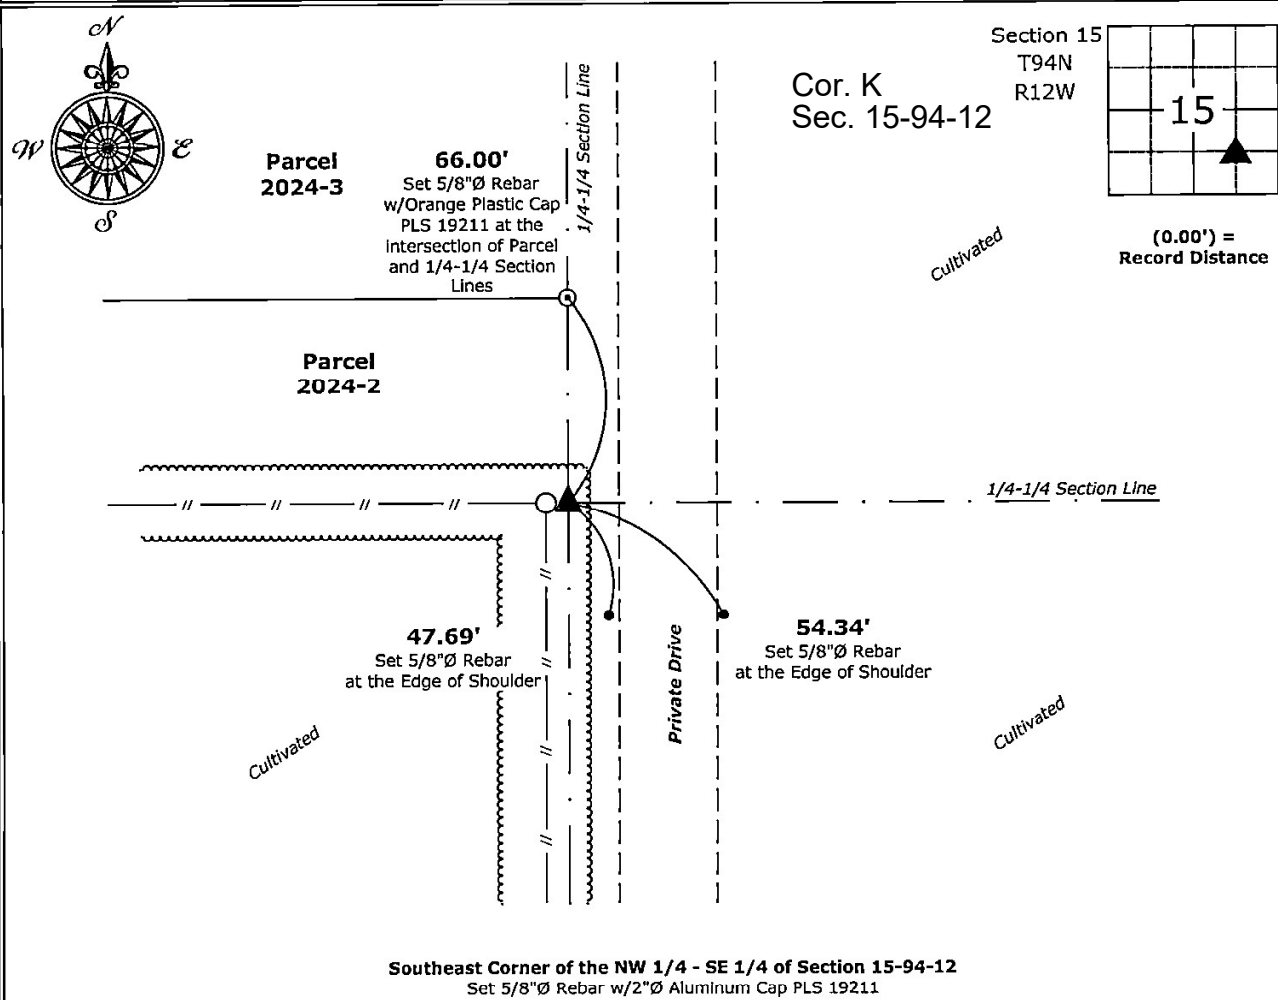 N
W
E
S
Section 15
T94N
R12W
15
(0.00') =
Record Distance
Cor. K
Sec. 15-94-12
Parcel
2024-3
66.00'
Set 5/8"Ø Rebar
w/Orange Plastic Cap
PLS 19211 at the
intersection of Parcel
and 1/4-1/4 Section
Lines
1/4-1/4 Section Line
Cultivated
Parcel
2024-2
1/4-1/4 Section Line
47.69'
Set 5/8"Ø Rebar
at the Edge of Shoulder
Private Drive
54.34'
Set 5/8"Ø Rebar
at the Edge of Shoulder
Cultivated
Cultivated
Southeast Corner of the NW 1/4 - SE 1/4 of Section 15-94-12
Set 5/8"Ø Rebar w/2"Ø Aluminum Cap PLS 19211